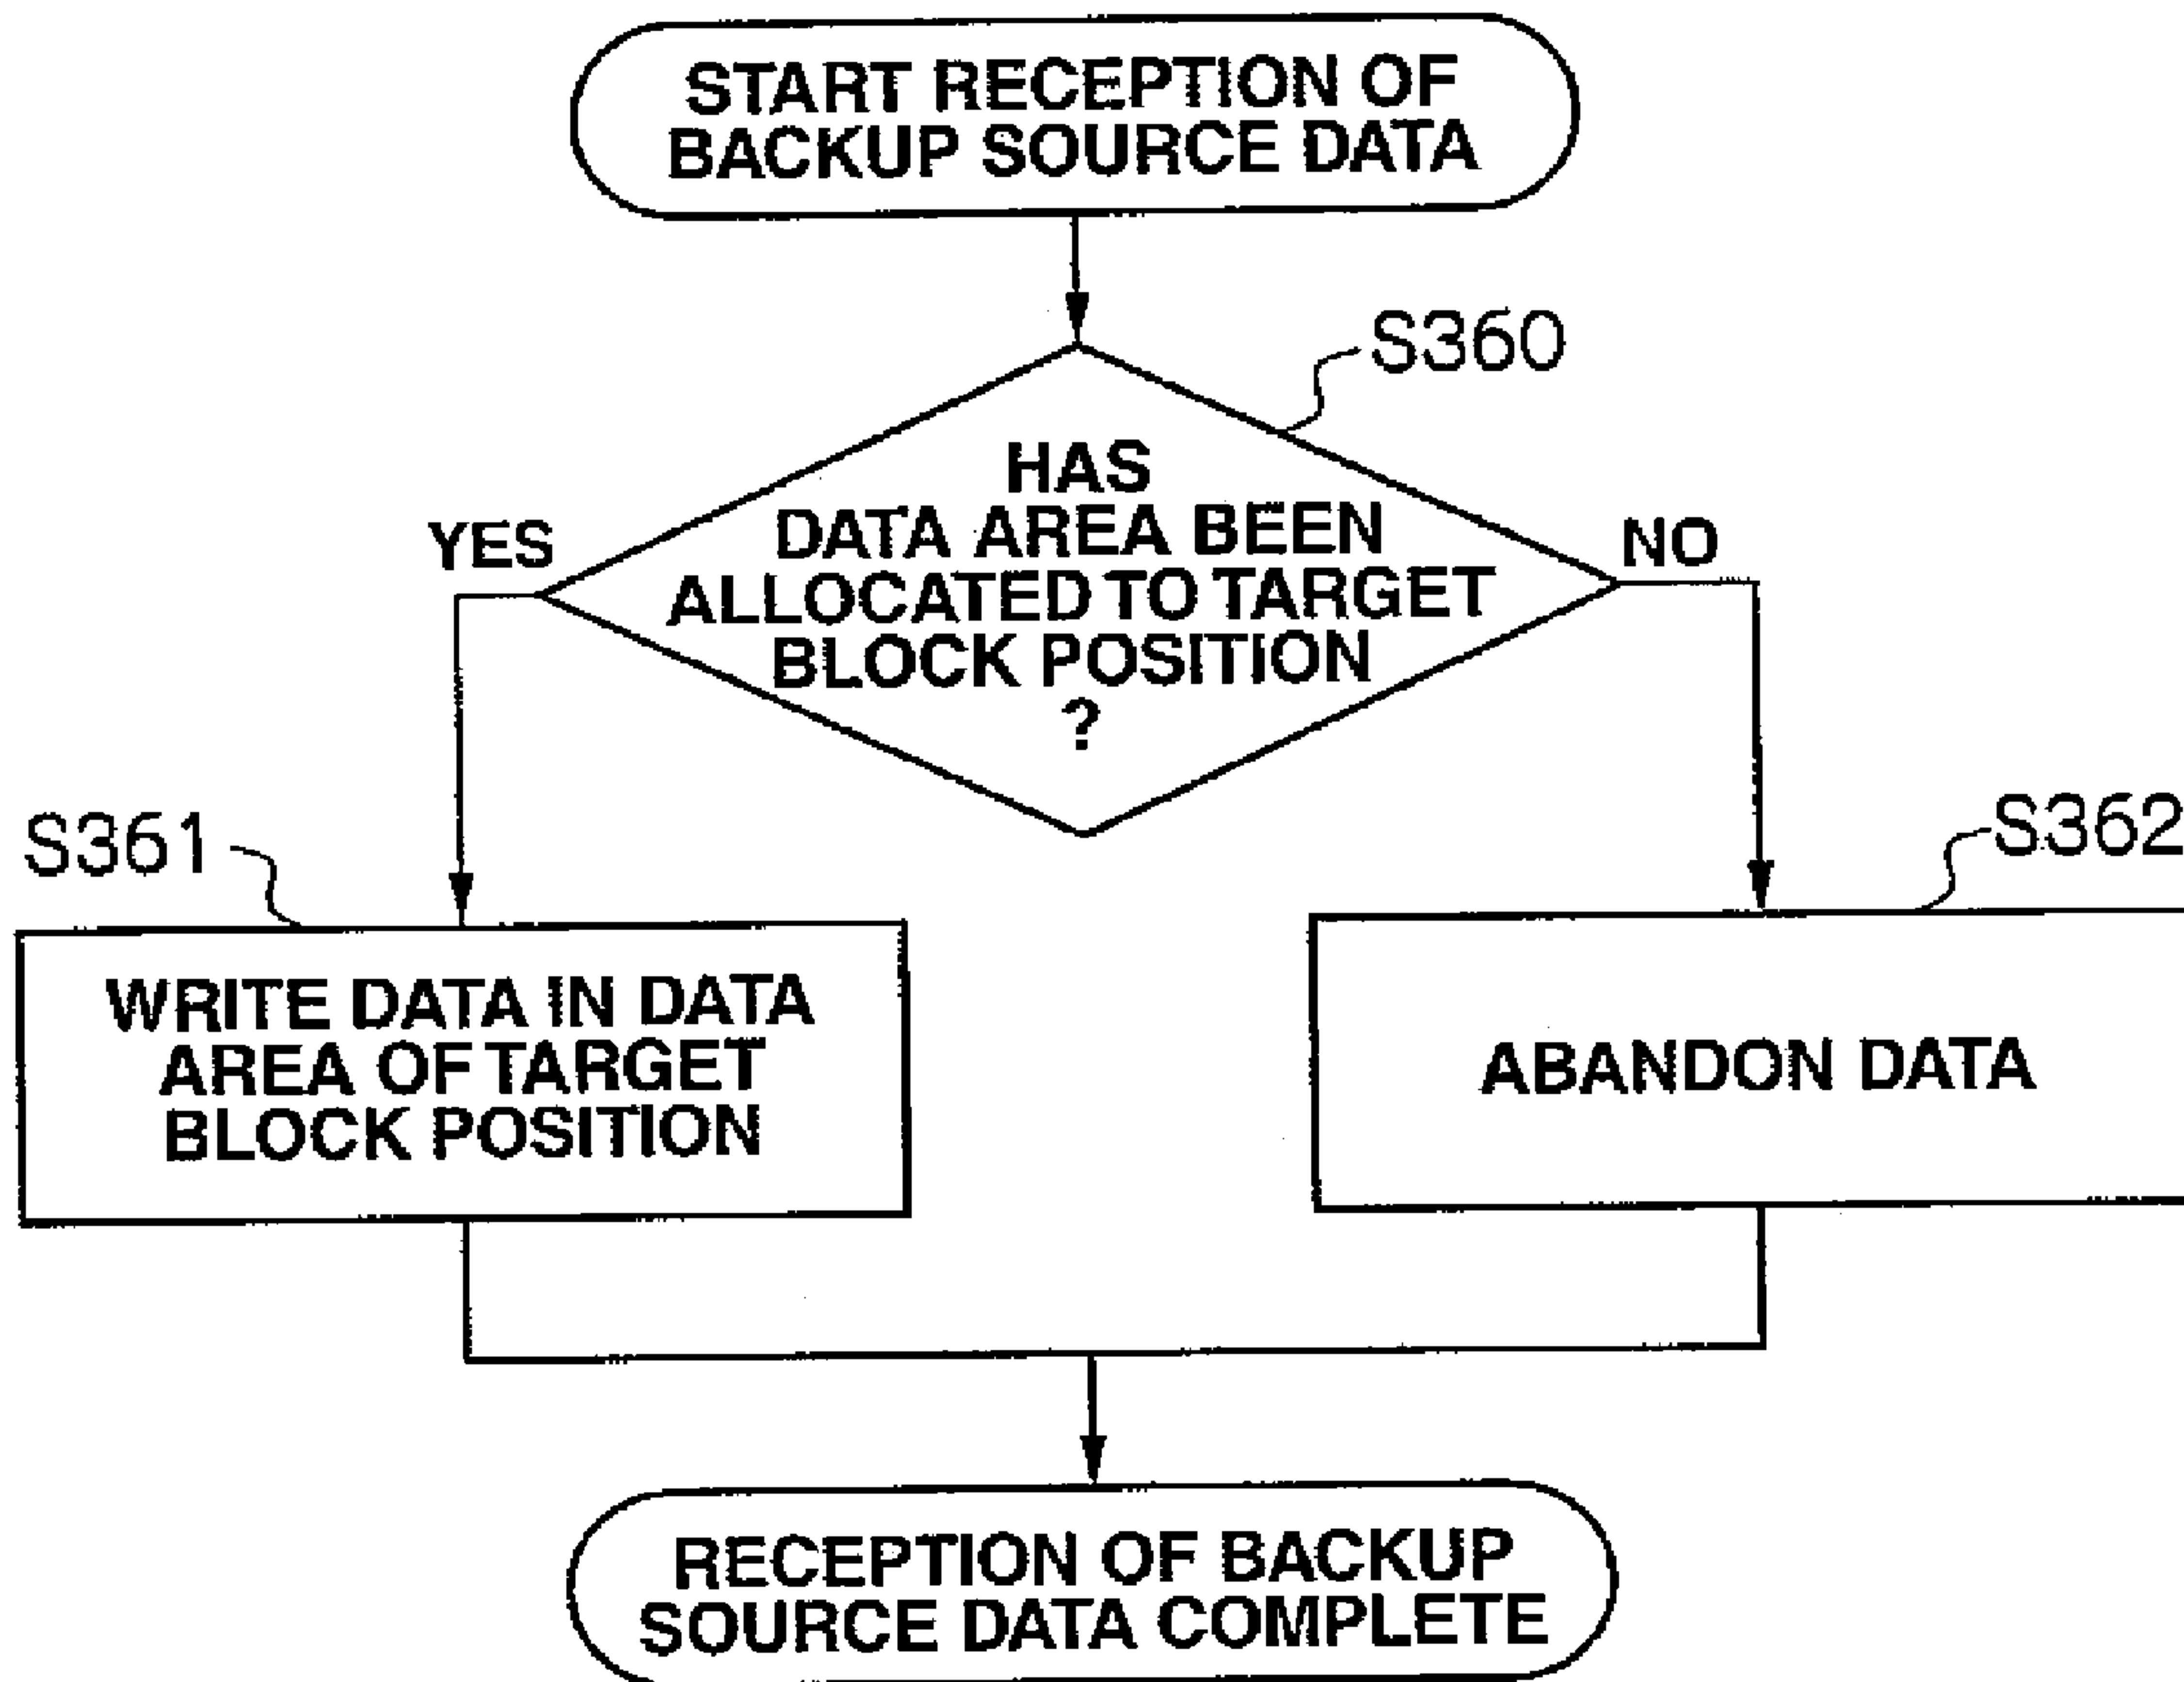 START RECEPTION OF
BACKUP SOURCE DATA
S360
HAS
DATA AREA BEEN
ALLOCATED TO TARGET
BLOCK POSITION
?
YES
NO
S361
S362
WRITE DATA IN DATA
AREA OF TARGET
BLOCK POSITION
ABANDON DATA
RECEPTION OF BACKUP
SOURCE DATA COMPLETE